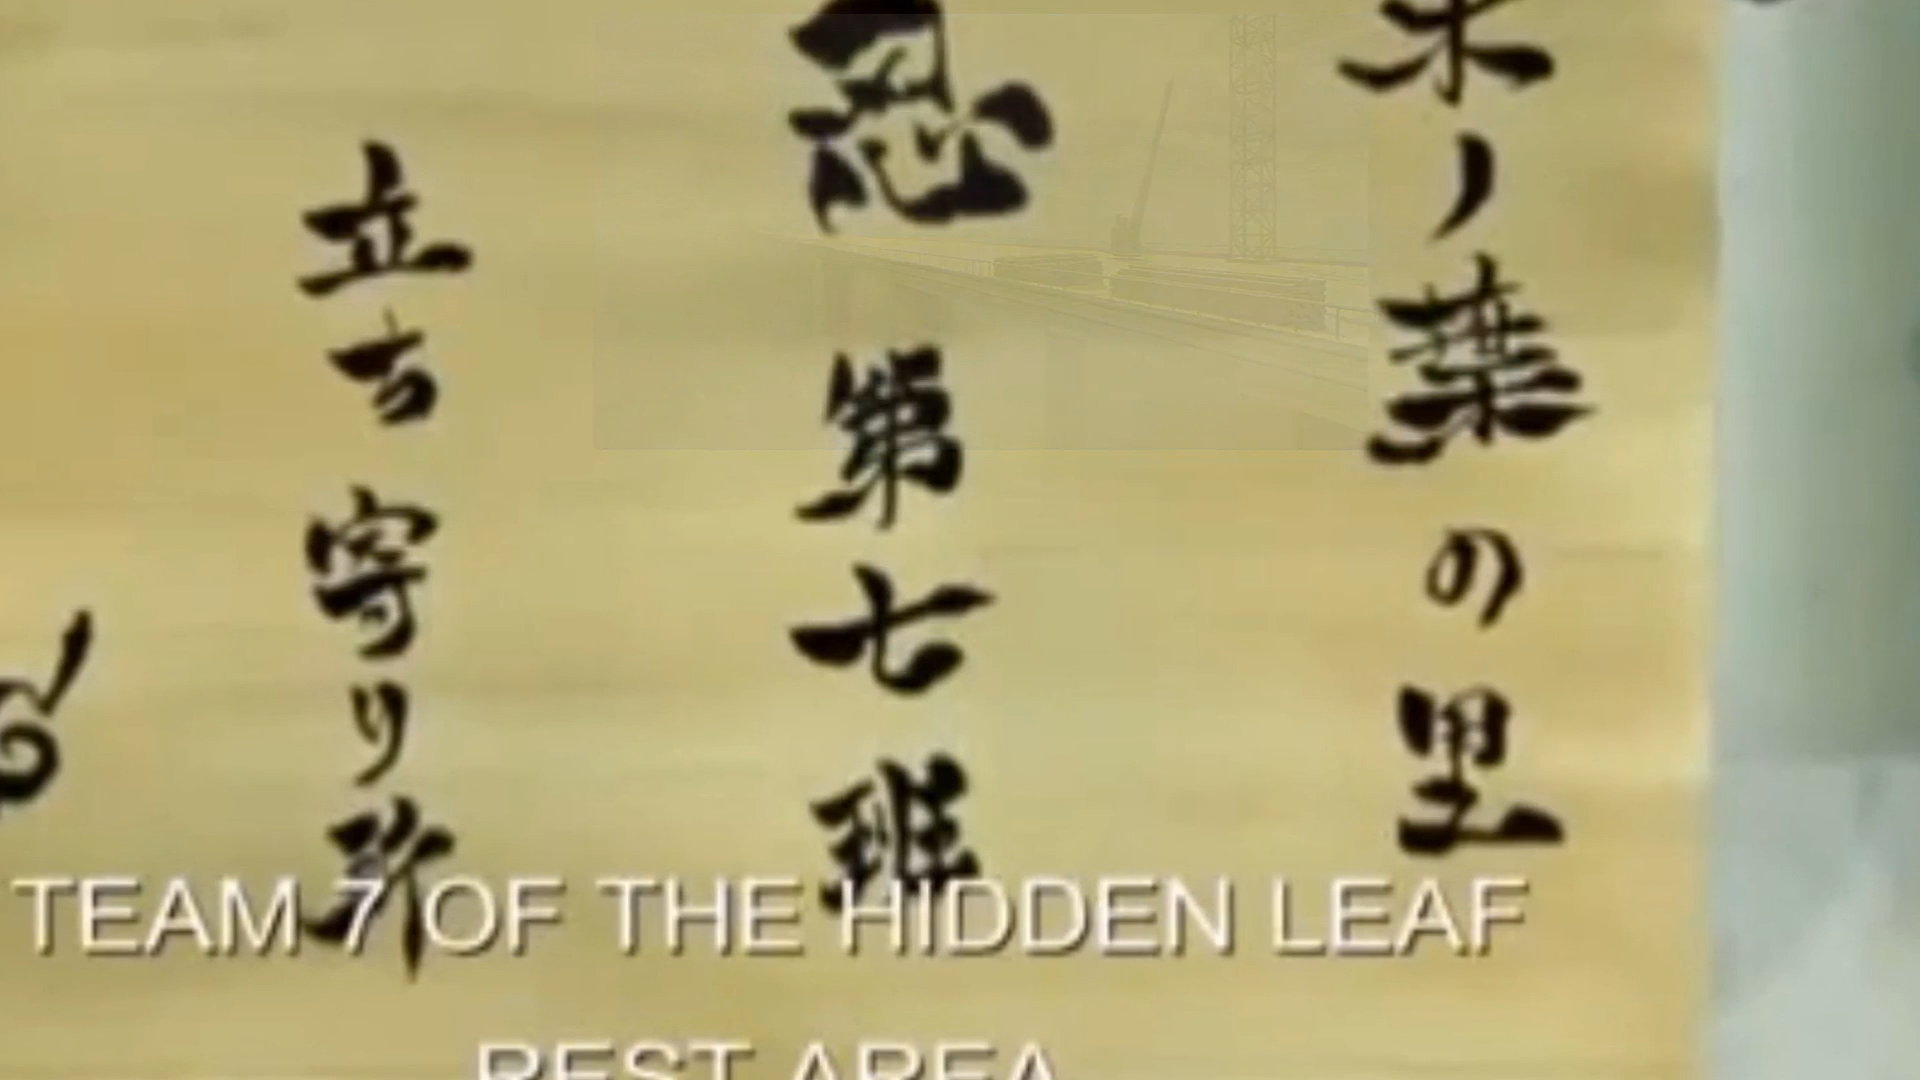 木ノ葉の里
忍 第七班
立ち寄り所
TEAM 7 OF THE HIDDEN LEAF
REST AREA